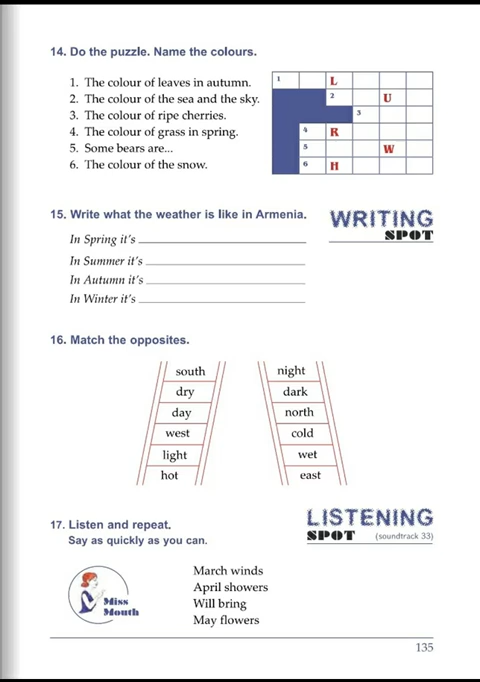 14. Do the puzzle. Name the colours.
1. The colour of leaves in autumn.
2. The colour of the sea and the sky.
3. The colour of ripe cherries.
4. The colour of grass in spring.
5. Some bears are...
6. The colour of the snow.
1 L
2 U
3
4 R
5 W
6 H
15. Write what the weather is like in Armenia.
WRITING
SPOT
In Spring it's
In Summer it's
In Autumn it's
In Winter it's
16. Match the opposites.
south night
dry dark
day north
west cold
light wet
hot east
17. Listen and repeat.
Say as quickly as you can.
LISTENING
SPOT (soundtrack 33)
Miss
Mouth
March winds
April showers
Will bring
May flowers
135